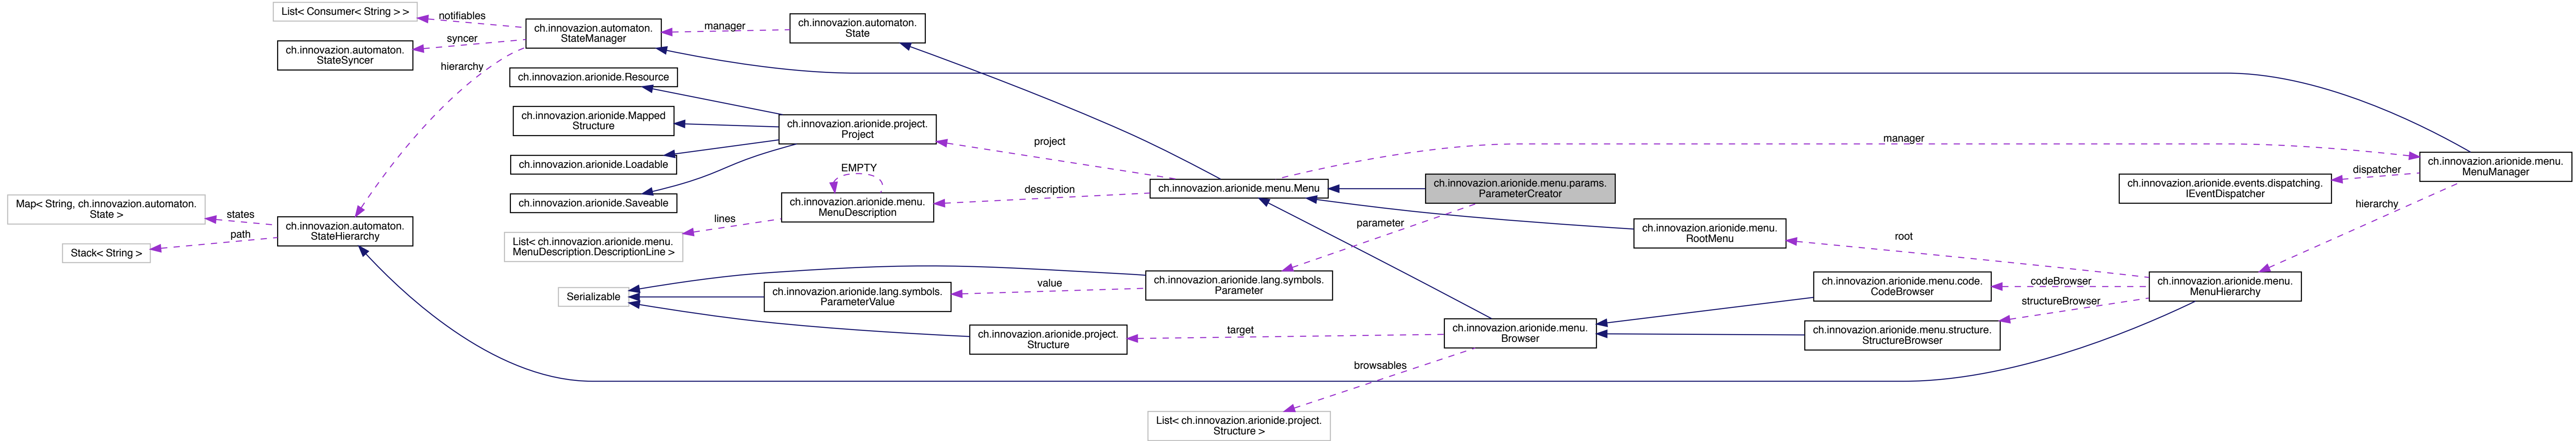 List< Consumer< String > >
notifiables
ch.innovazion.automaton.
StateManager
manager
ch.innovazion.automaton.
State
syncer
ch.innovazion.automaton.
StateSyncer
hierarchy
ch.innovazion.arionide.Resource
ch.innovazion.arionide.Mapped
Structure
ch.innovazion.arionide.project.
Project
project
manager
ch.innovazion.arionide.Loadable
EMPTY
ch.innovazion.arionide.menu.
MenuManager
dispatcher
ch.innovazion.arionide.events.dispatching.
IEventDispatcher
ch.innovazion.arionide.menu.params.
ParameterCreator
ch.innovazion.arionide.menu.Menu
description
ch.innovazion.arionide.Saveable
ch.innovazion.arionide.menu.
MenuDescription
hierarchy
Map< String, ch.innovazion.automaton.
State >
states
lines
parameter
ch.innovazion.automaton.
StateHierarchy
path
Stack< String >
List< ch.innovazion.arionide.menu.
MenuDescription.DescriptionLine >
ch.innovazion.arionide.menu.
RootMenu
root
ch.innovazion.arionide.lang.symbols.
Parameter
value
ch.innovazion.arionide.lang.symbols.
ParameterValue
Serializable
ch.innovazion.arionide.menu.code.
CodeBrowser
codeBrowser
ch.innovazion.arionide.menu.
MenuHierarchy
structureBrowser
ch.innovazion.arionide.project.
Structure
target
ch.innovazion.arionide.menu.
Browser
ch.innovazion.arionide.menu.structure.
StructureBrowser
browsables
List< ch.innovazion.arionide.project.
Structure >